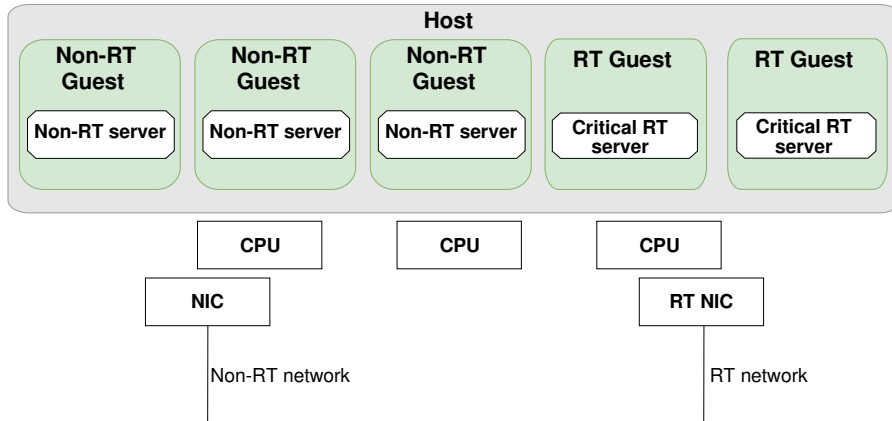 Host
Non-RT
Guest
Non-RT
Guest
Non-RT
Guest
RT Guest
RT Guest
Non-RT server
Non-RT server
Non-RT server
Critical RT
server
Critical RT
server
CPU
CPU
CPU
NIC
RT NIC
Non-RT network
RT network